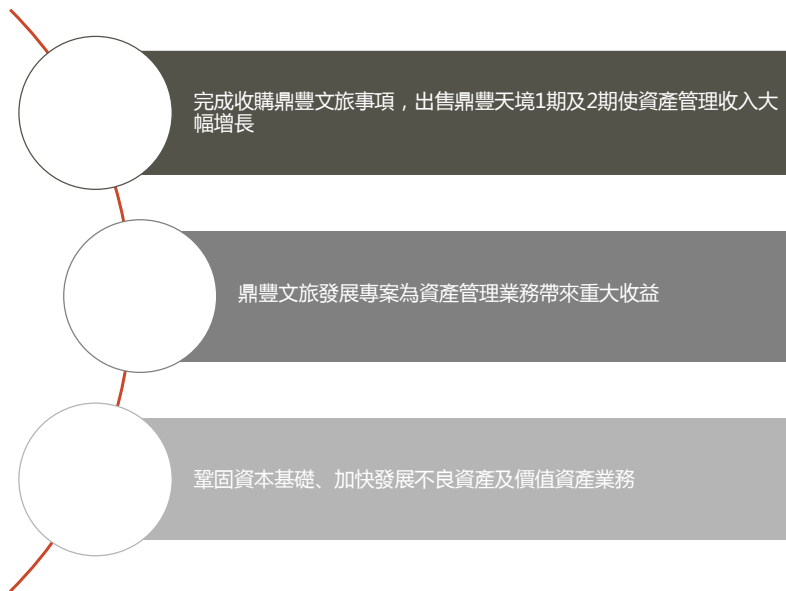 完成收購鼎豐文旅事項，出售鼎豐天境1期及2期使資產管理收入大
幅增長
鼎豐文旅發展專案為資產管理業務帶來重大收益
鞏固資本基礎、加快發展不良資產及價值資產業務